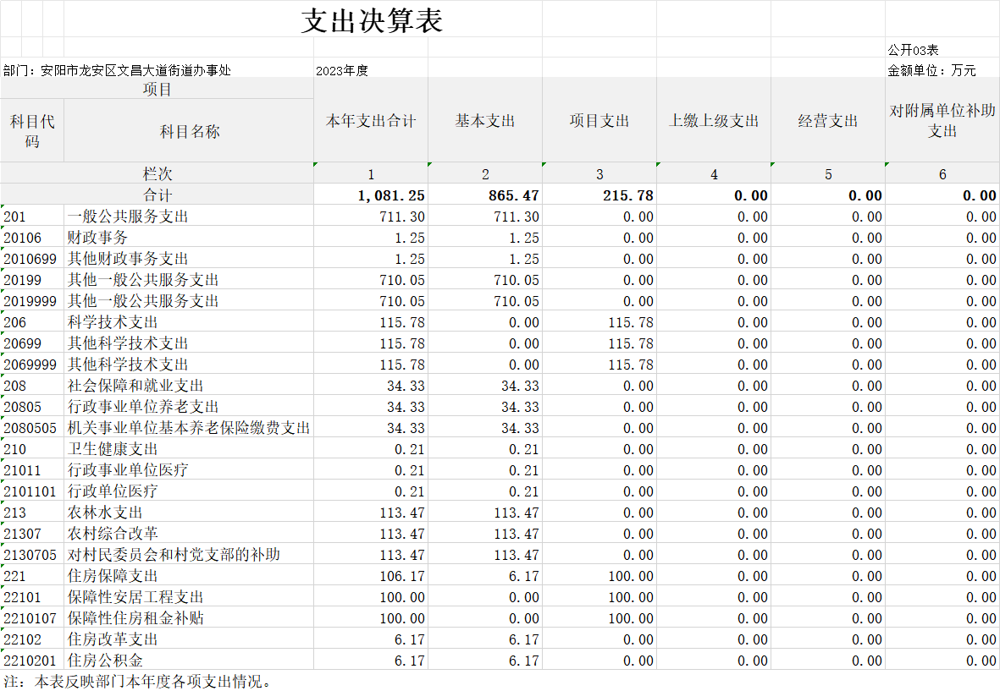 支出决算表
公开03表
部门：安阳市龙安区文昌大道街道办事处 2023年度 金额单位：万元
项目 本年支出合计 基本支出 项目支出 上缴上级支出 经营支出 对附属单位补助支出
科目代码 科目名称
栏次 1 2 3 4 5 6
合计 1,081.25 865.47 215.78 0.00 0.00 0.00
201 一般公共服务支出 711.30 711.30 0.00 0.00 0.00 0.00
20106 财政事务 1.25 1.25 0.00 0.00 0.00 0.00
2010699 其他财政事务支出 1.25 1.25 0.00 0.00 0.00 0.00
20199 其他一般公共服务支出 710.05 710.05 0.00 0.00 0.00 0.00
2019999 其他一般公共服务支出 710.05 710.05 0.00 0.00 0.00 0.00
206 科学技术支出 115.78 0.00 115.78 0.00 0.00 0.00
20699 其他科学技术支出 115.78 0.00 115.78 0.00 0.00 0.00
2069999 其他科学技术支出 115.78 0.00 115.78 0.00 0.00 0.00
208 社会保障和就业支出 34.33 34.33 0.00 0.00 0.00 0.00
20805 行政事业单位养老支出 34.33 34.33 0.00 0.00 0.00 0.00
2080505 机关事业单位基本养老保险缴费支出 34.33 34.33 0.00 0.00 0.00 0.00
210 卫生健康支出 0.21 0.21 0.00 0.00 0.00 0.00
21011 行政事业单位医疗 0.21 0.21 0.00 0.00 0.00 0.00
2101101 行政单位医疗 0.21 0.21 0.00 0.00 0.00 0.00
213 农林水支出 113.47 113.47 0.00 0.00 0.00 0.00
21307 农村综合改革 113.47 113.47 0.00 0.00 0.00 0.00
2130705 对村民委员会和村党支部的补助 113.47 113.47 0.00 0.00 0.00 0.00
221 住房保障支出 106.17 6.17 100.00 0.00 0.00 0.00
22101 保障性安居工程支出 100.00 0.00 100.00 0.00 0.00 0.00
2210107 保障性住房租金补贴 100.00 0.00 100.00 0.00 0.00 0.00
22102 住房改革支出 6.17 6.17 0.00 0.00 0.00 0.00
2210201 住房公积金 6.17 6.17 0.00 0.00 0.00 0.00
注：本表反映部门本年度各项支出情况。